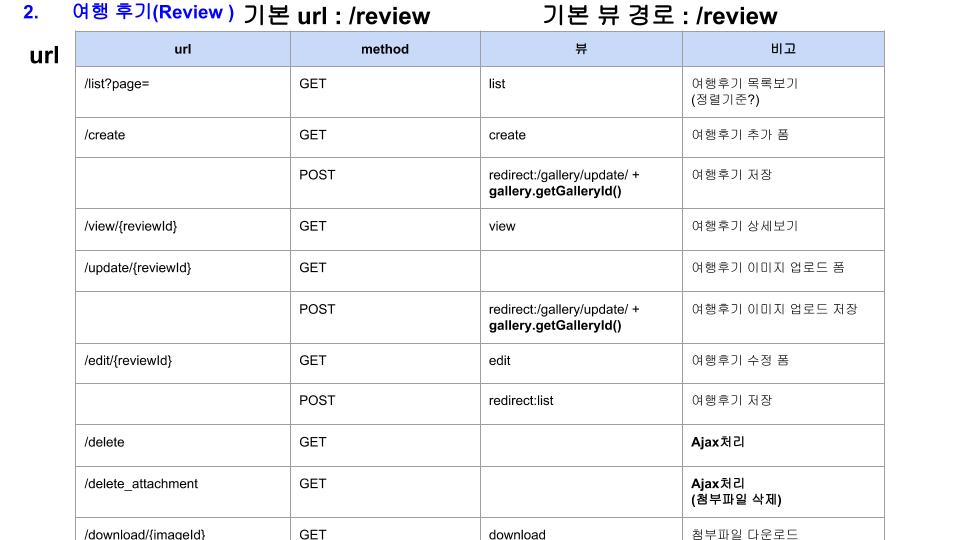 2. 여행 후기(Review ) 기본 url : /review 기본 뷰 경로 : /review
url
url method 뷰 비고
/list?page= GET list 여행후기 목록보기
(정렬기준?)
/create GET create 여행후기 추가 폼
POST redirect:/gallery/update/ + 여행후기 저장
gallery.getGalleryId()
/view/{reviewId} GET view 여행후기 상세보기
/update/{reviewId} GET 여행후기 이미지 업로드 폼
POST redirect:/gallery/update/ + 여행후기 이미지 업로드 저장
gallery.getGalleryId()
/edit/{reviewId} GET edit 여행후기 수정 폼
POST redirect:list 여행후기 저장
/delete GET Ajax처리
/delete_attachment GET Ajax처리
(첨부파일 삭제)
/download/{imageId} GET download 첨부파일 다운로드